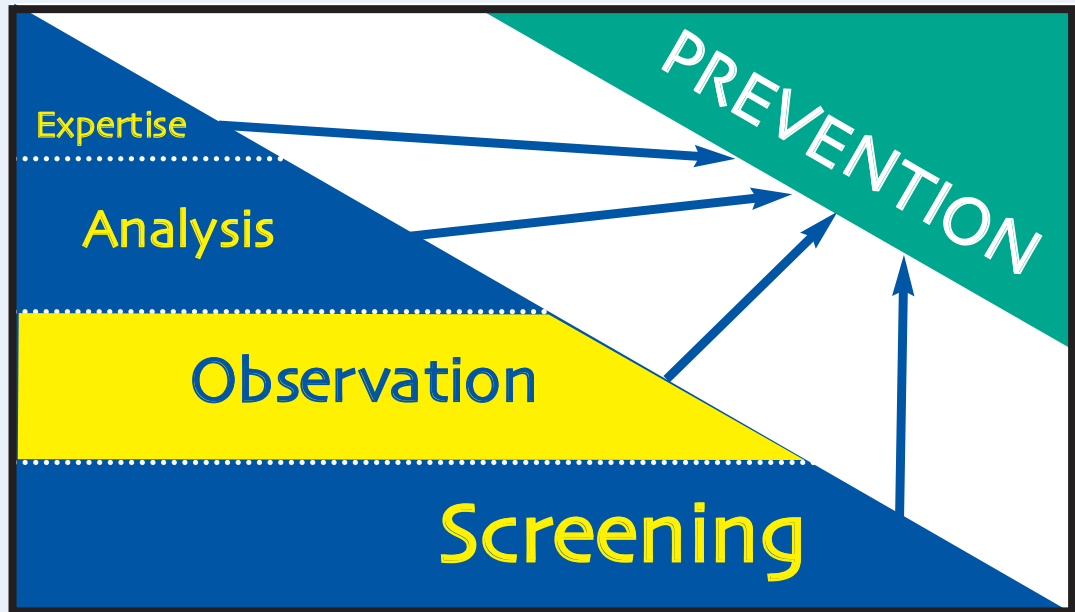 PREVENTION
Expertise
Analysis
Observation
Screening